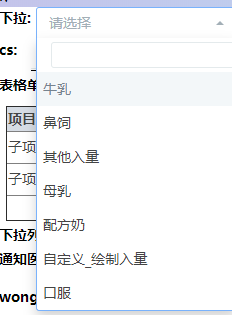 下拉:
请选择
cs:
牛乳
表格单
项目
鼻饲
子项
其他入量
子项
母乳
配方奶
下拉列
通知医
自定义_绘制入量
wong
口服